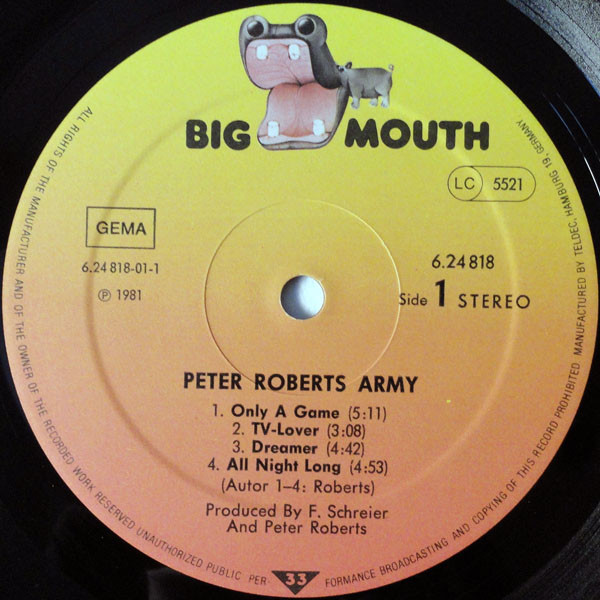 BIG MOUTH
LC 5521
GEMA
6.24 818-01-1
Ⓟ 1981
6.24 818
Side 1 STEREO
PETER ROBERTS ARMY
1. Only A Game (5:11)
2. TV-Lover (3:08)
3. Dreamer (4:42)
4. All Night Long (4:53)
(Autor 1–4: Roberts)
Produced By F. Schreier
And Peter Roberts
ALL RIGHTS OF THE MANUFACTURER AND OF THE OWNER OF THE RECORDED WORK RESERVED UNAUTHORIZED PUBLIC PER- 33 FORMANCE BROADCASTING AND COPYING OF THIS RECORD PROHIBITED MANUFACTURED BY TELDEC, HAMBURG 19, GERMANY